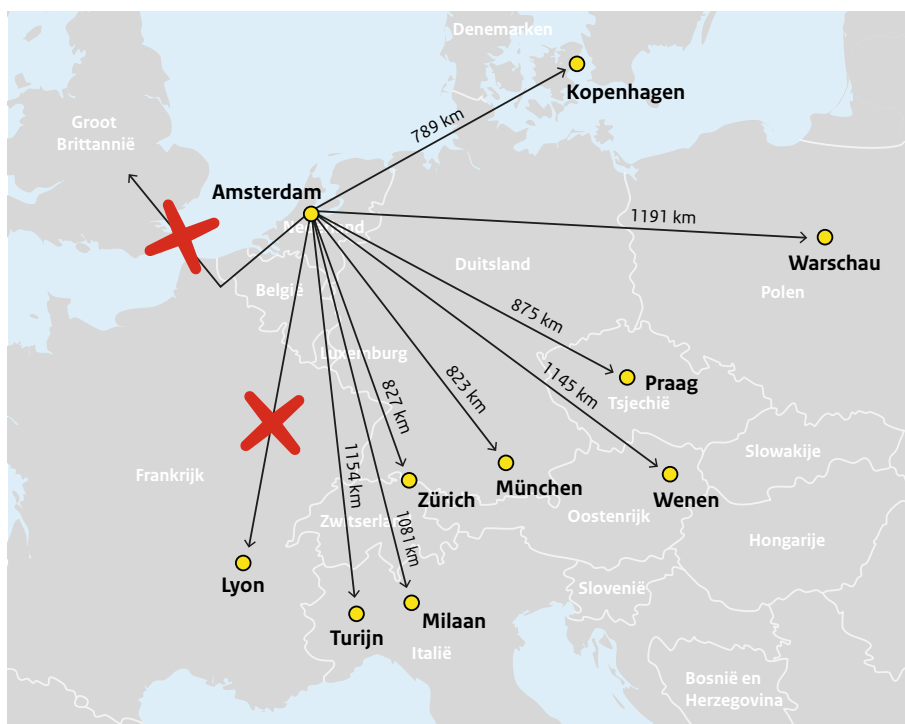 Denemarken
Kopenhagen
789 km
Groot
Brittannië
Amsterdam
Nederland
1191 km
Warschau
Polen
Duitsland
België
875 km
Luxemburg
Praag
Tsjechië
827 km
823 km
1145 km
Slowakije
Frankrijk
1154 km
Zürich
München
Wenen
Zwitserland
1081 km
Oostenrijk
Hongarije
Lyon
Slovenië
Turijn
Milaan
Italië
Bosnië en
Herzegovina